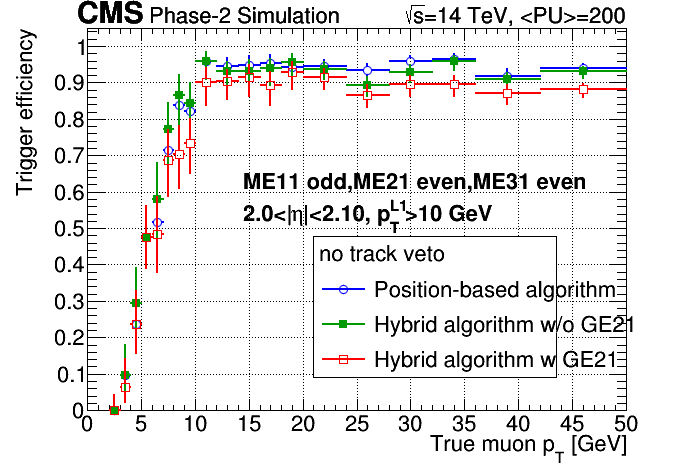 CMS Phase-2 Simulation √s=14 TeV, <PU>=200
Trigger efficiency
1
0.9
0.8
0.7
0.6
0.5
0.4
0.3
0.2
0.1
0
ME11 odd,ME21 even,ME31 even
2.0<|η|<2.10, p_T^L1>10 GeV
no track veto
Position-based algorithm
Hybrid algorithm w/o GE21
Hybrid algorithm w GE21
0 5 10 15 20 25 30 35 40 45 50
True muon p_T [GeV]